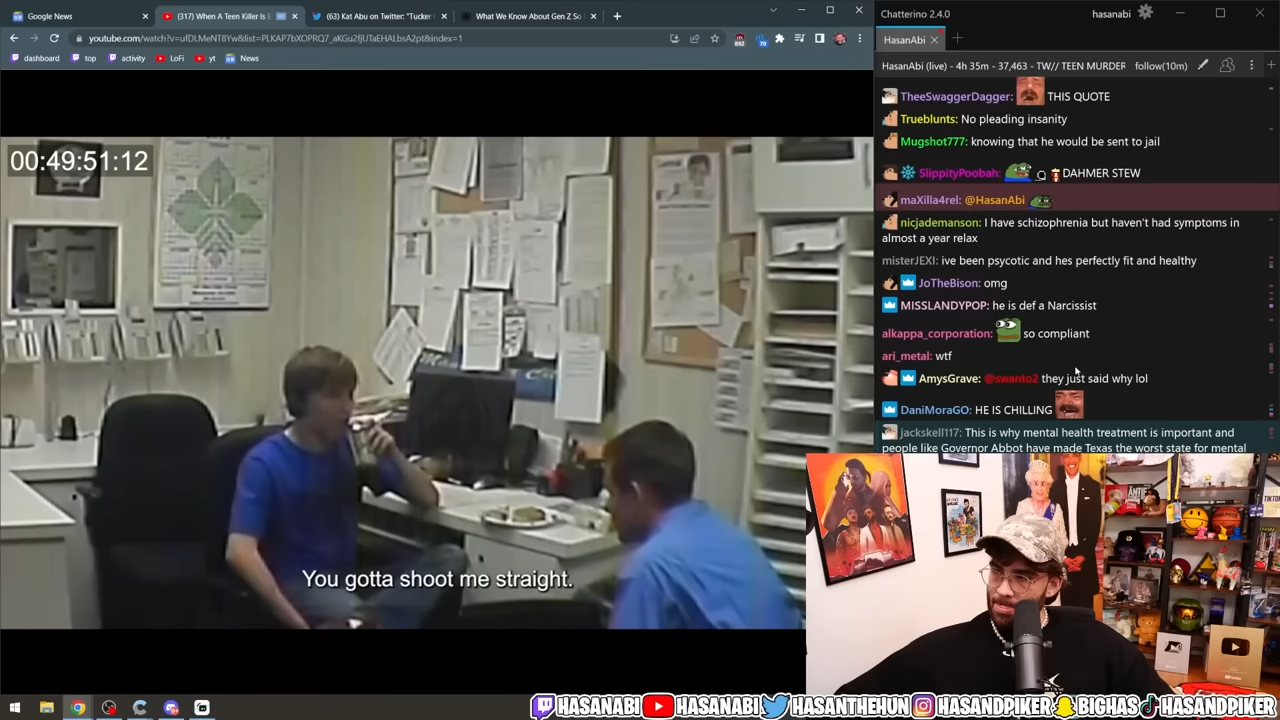 Google News
(317) When A Teen Killer Is
(63) Kat Abu on Twitter: "Tucker
What We Know About Gen Z So
youtube.com/watch?v=ufDLMeNT8Yw&list=PLKAP7bXOPRQ7_aKGu2fjUTaEHALbsA2pt&index=1
892
70
dashboard
top
activity
LoFi
yt
News
00:49:51:12
You gotta shoot me straight.
Chatterino 2.4.0
hasanabi
HasanAbi
HasanAbi (live) - 4h 35m - 37,463 - TW// TEEN MURDER
follow(10m)
TheeSwaggerDagger: THIS QUOTE
Trueblunts: No pleading insanity
Mugshot777: knowing that he would be sent to jail
SlippityPoobah: DAHMER STEW
maXilla4rel: @HasanAbi
nicjademanson: I have schizophrenia but haven't had symptoms in
almost a year relax
misterJEXI: ive been psycotic and hes perfectly fit and healthy
JoTheBison: omg
MISSLANDYPOP: he is def a Narcissist
alkappa_corporation: so compliant
ari_metal: wtf
AmysGrave: @swanto2 they just said why lol
DaniMoraGO: HE IS CHILLING
jackskell117: This is why mental health treatment is important and
people like Governor Abbot have made Texas the worst state for mental
HASANABI
HASANABI
HASANTHEHUN
HASANDPIKER
BIGHAS
HASANDPIKER